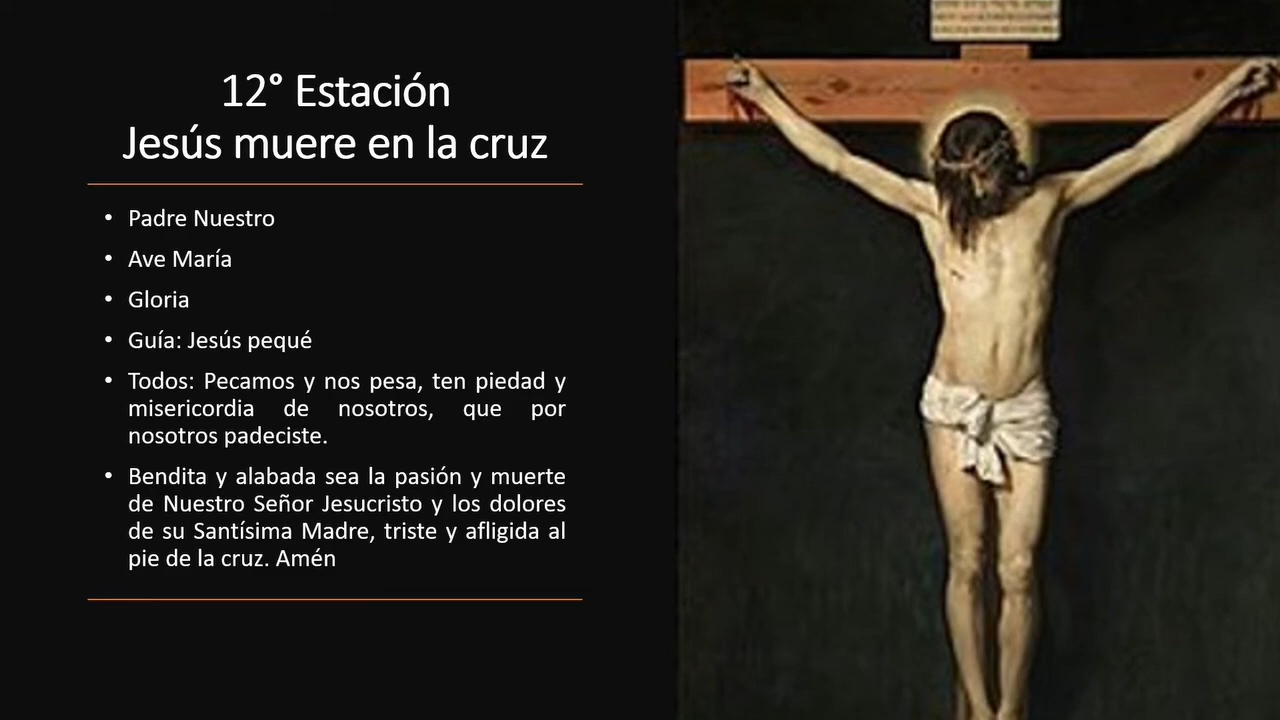 12° Estación
Jesús muere en la cruz
• Padre Nuestro
• Ave María
• Gloria
• Guía: Jesús pequé
• Todos: Pecamos y nos pesa, ten piedad y
misericordia de nosotros, que por
nosotros padeciste.
• Bendita y alabada sea la pasión y muerte
de Nuestro Señor Jesucristo y los dolores
de su Santísima Madre, triste y afligida al
pie de la cruz. Amén